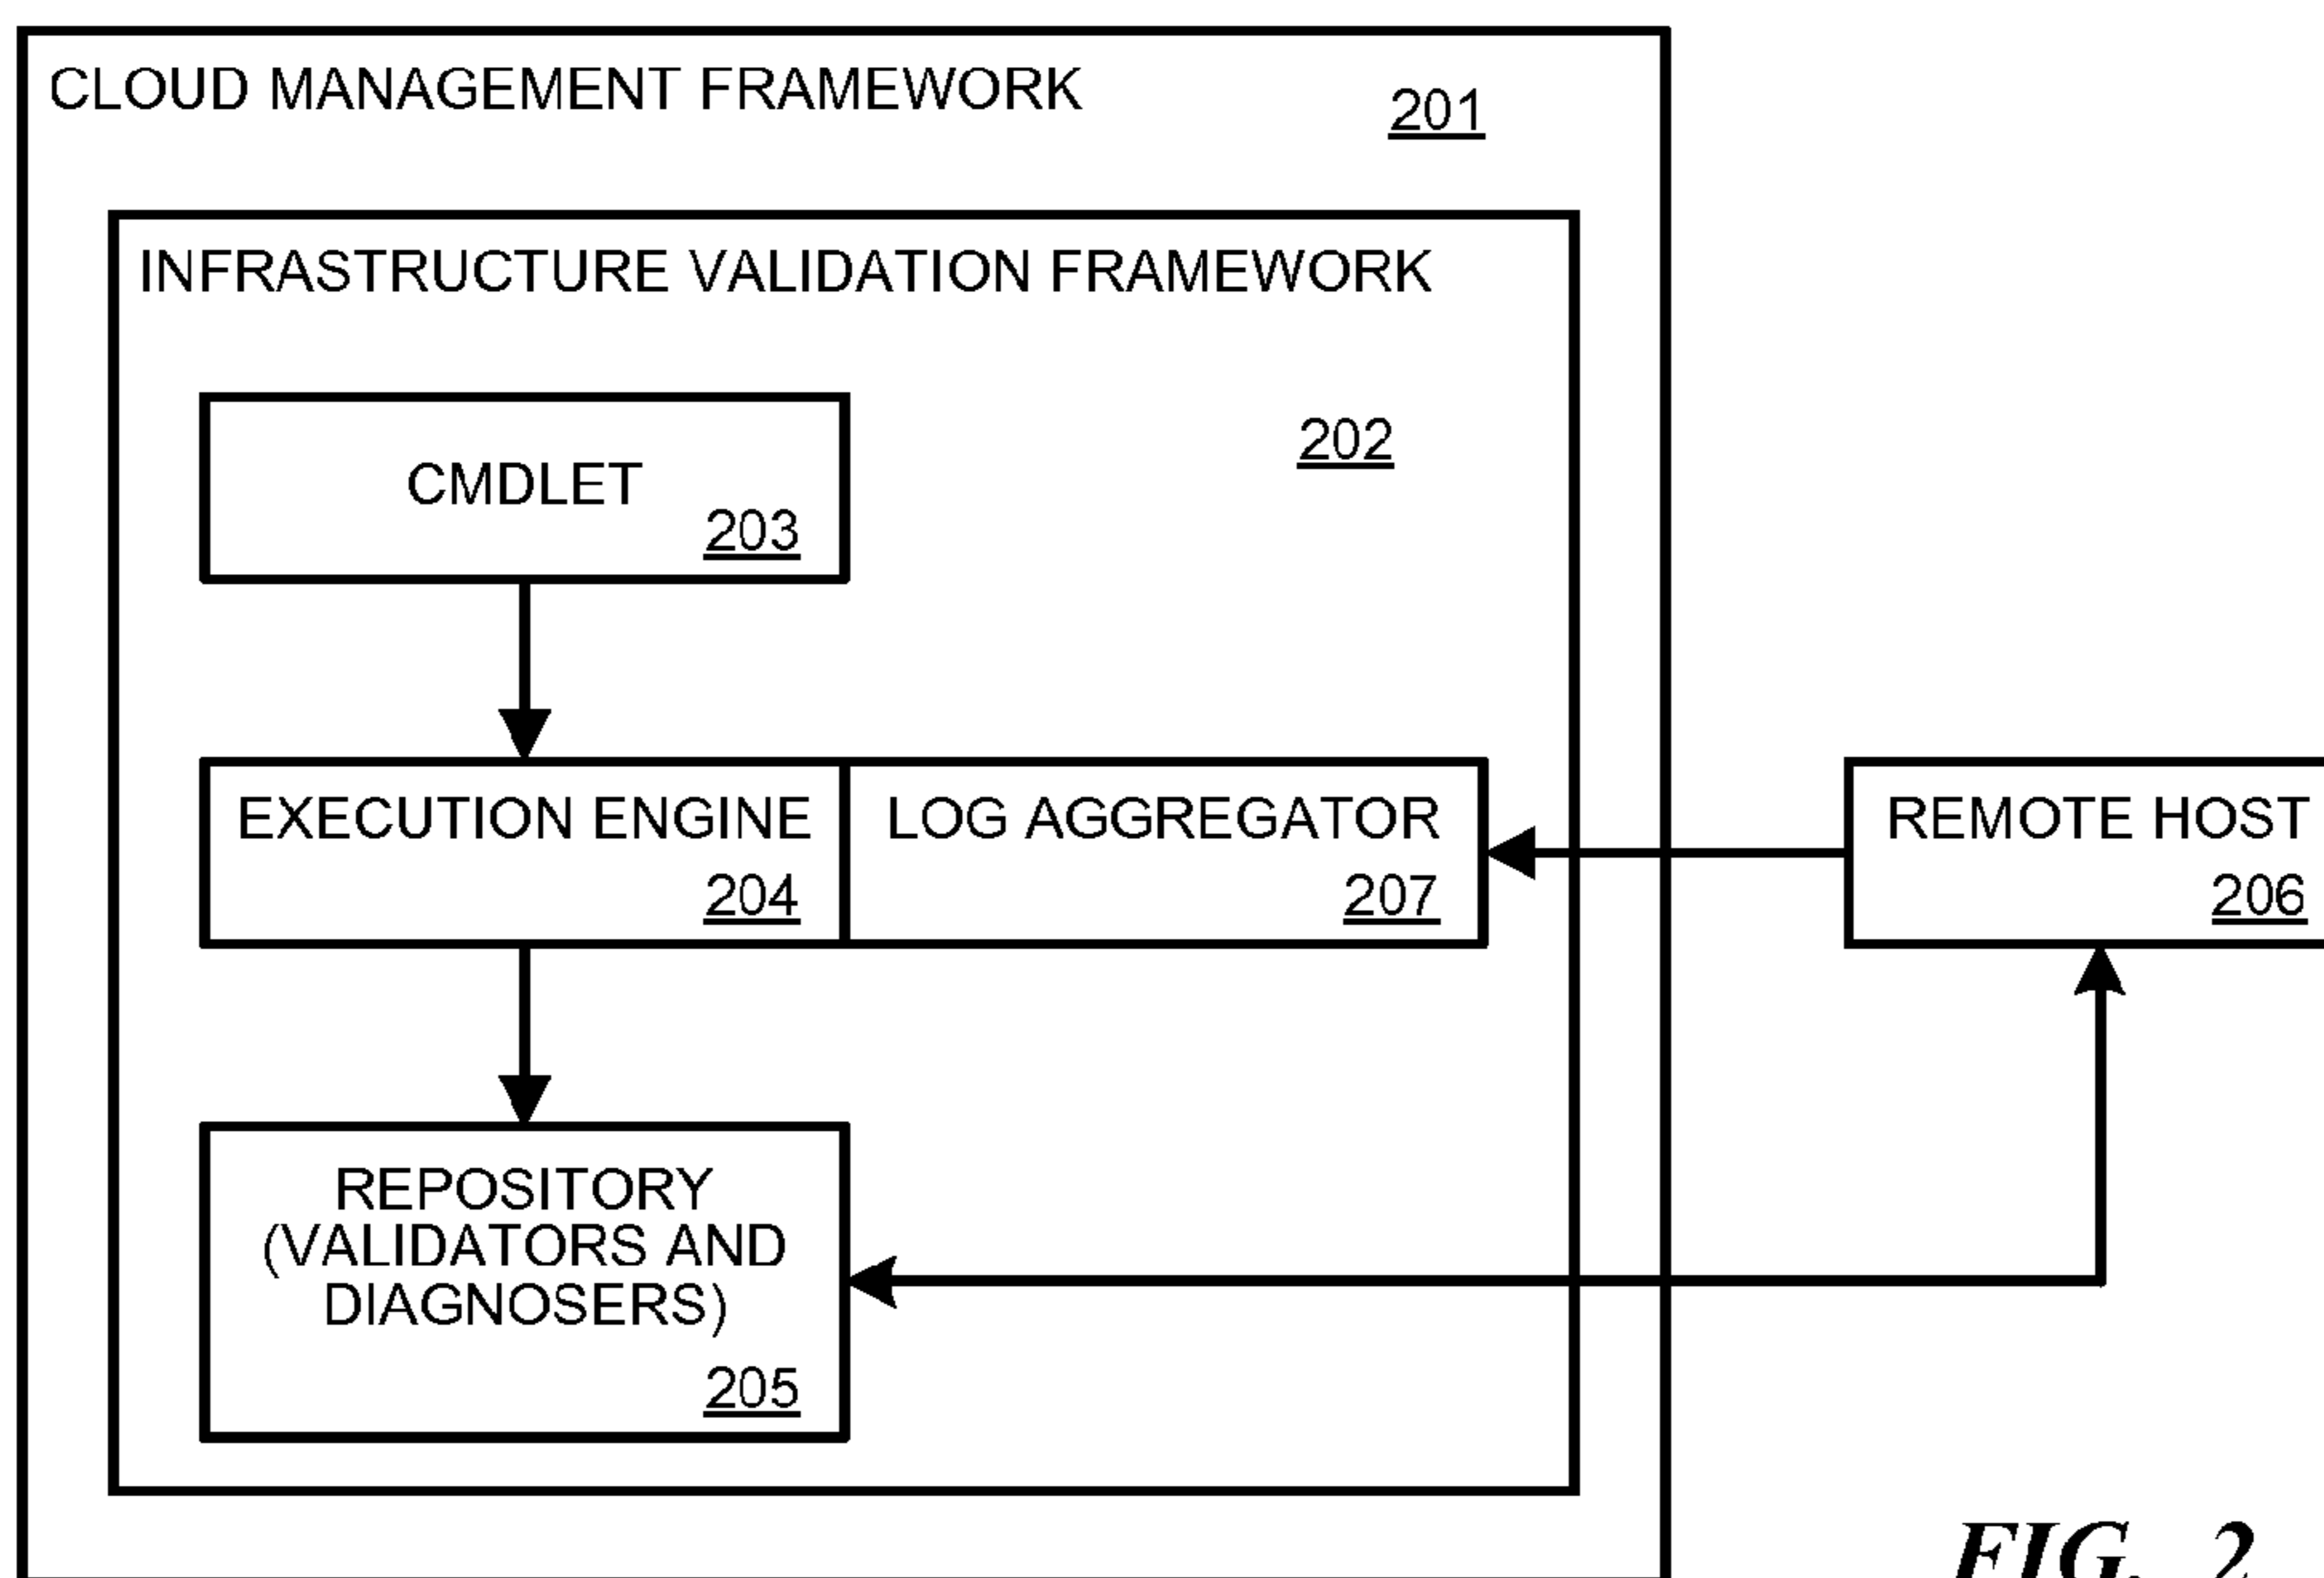 CLOUD MANAGEMENT FRAMEWORK
201
INFRASTRUCTURE VALIDATION FRAMEWORK
202
CMDLET
203
EXECUTION ENGINE
204
LOG AGGREGATOR
207
REMOTE HOST
206
REPOSITORY
(VALIDATORS AND
DIAGNOSERS)
205
FIG. 2